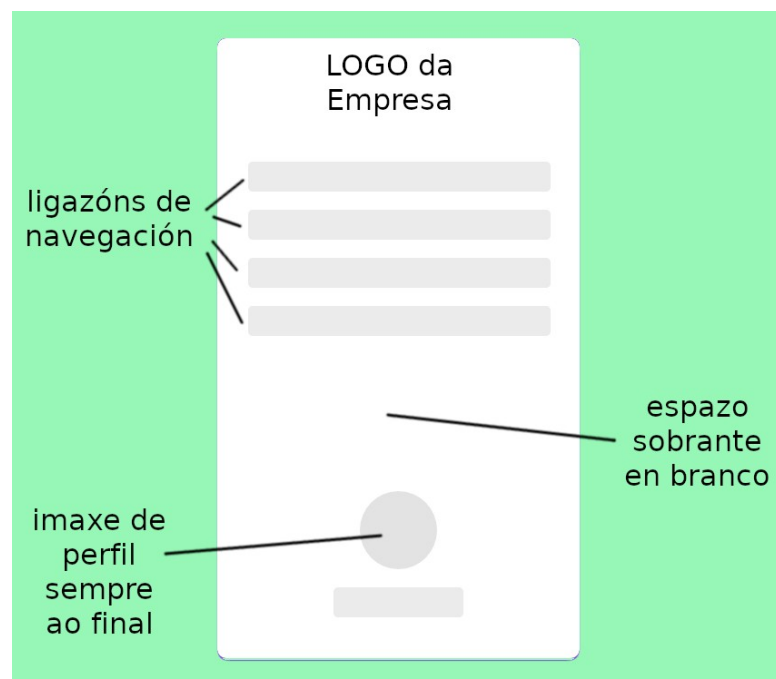 LOGO da
Empresa
ligazóns de
navegación
espazo
sobrante
en branco
imaxe de
perfil
sempre
ao final